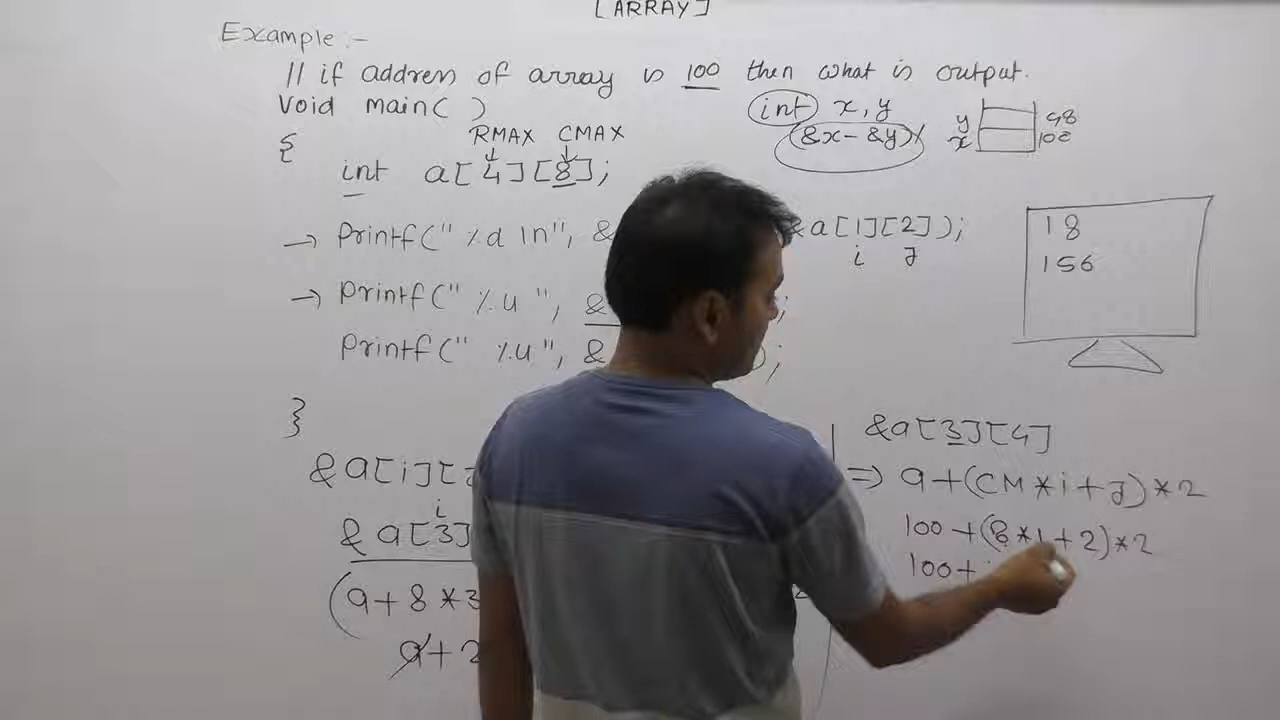 [ARRAY]
Example:-
// if address of array is 100 then what is output.
Void main( )
{
RMAX CMAX
int a[4][8];
int x, y
(&x - &y)
y 98
x 100
→ Printf(" %d \n", & &a[1][2]);
i J
→ Printf(" %u ", & ;
Printf(" %u ", & );
}
18
156
&a[i][
i
& a[3]
(a+8*3
a+2
&a[3][4]
=> a+(CM*i+J)*2
100+(8*1+2)*2
100+